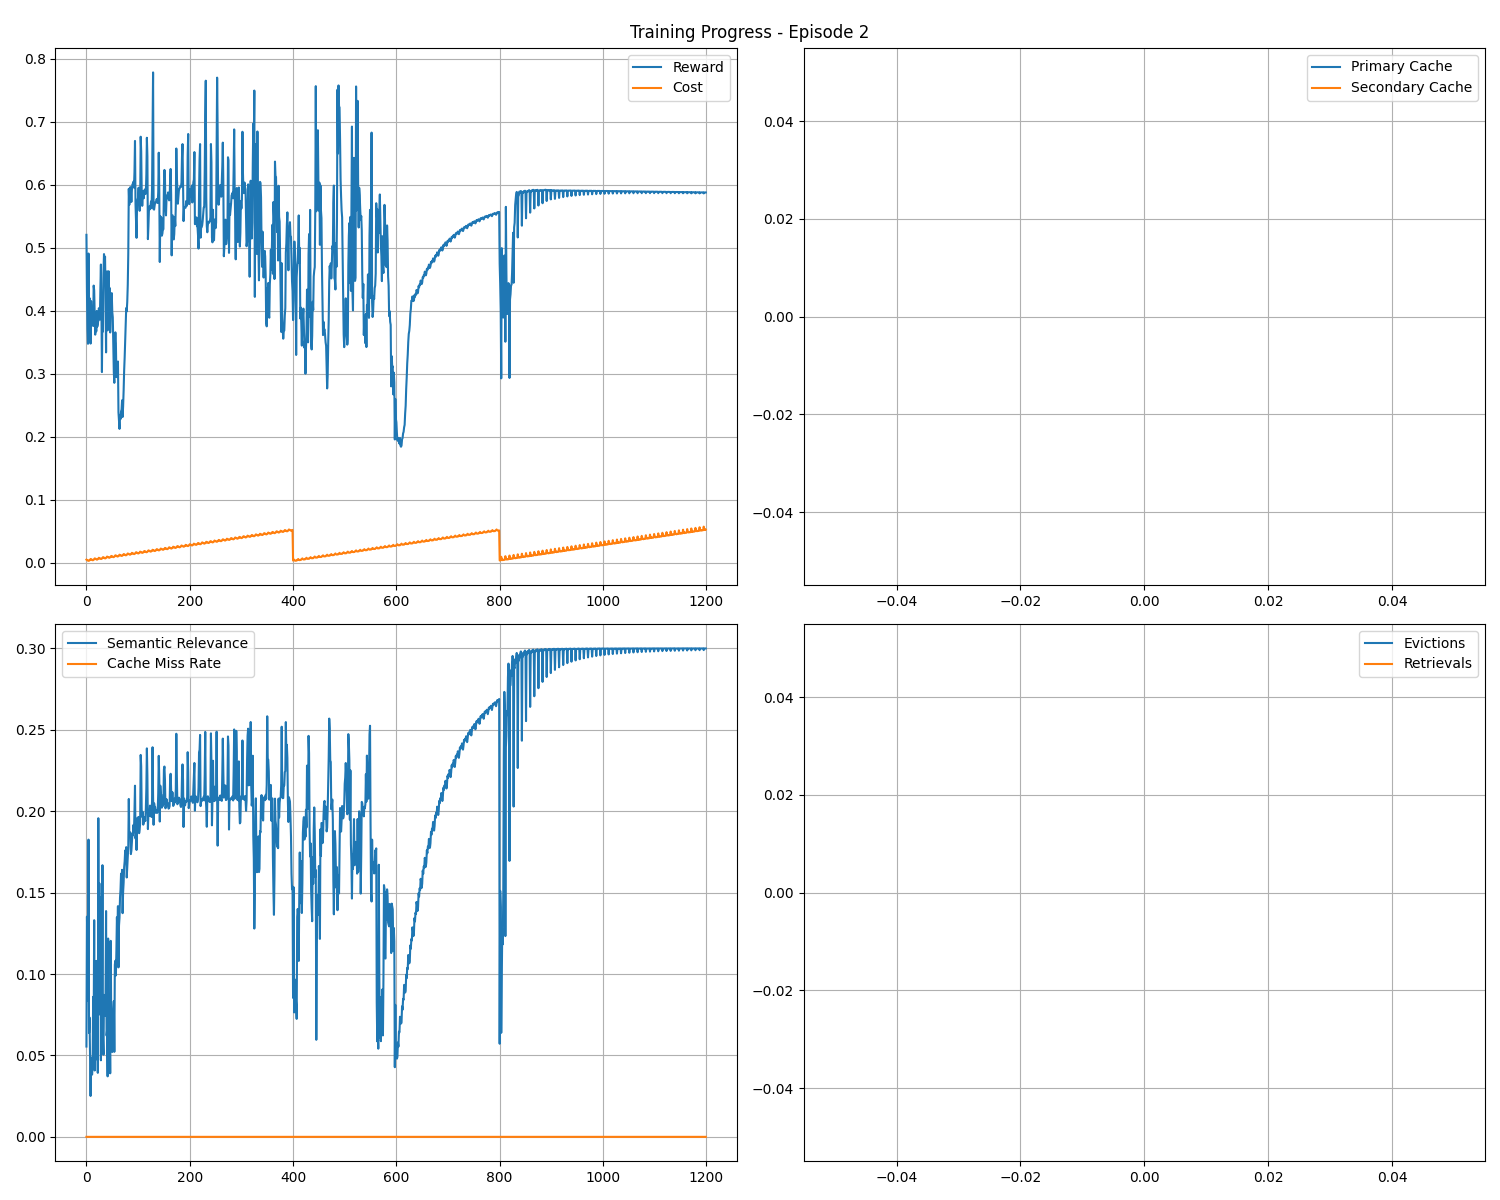 Training Progress - Episode 2
0.8
0.7
0.6
0.5
0.4
0.3
0.2
0.1
0.0
Reward
Cost
0 200 400 600 800 1000 1200
0.04
0.02
0.00
−0.02
−0.04
Primary Cache
Secondary Cache
−0.04 −0.02 0.00 0.02 0.04
0.30
0.25
0.20
0.15
0.10
0.05
0.00
Semantic Relevance
Cache Miss Rate
0 200 400 600 800 1000 1200
0.04
0.02
0.00
−0.02
−0.04
Evictions
Retrievals
−0.04 −0.02 0.00 0.02 0.04